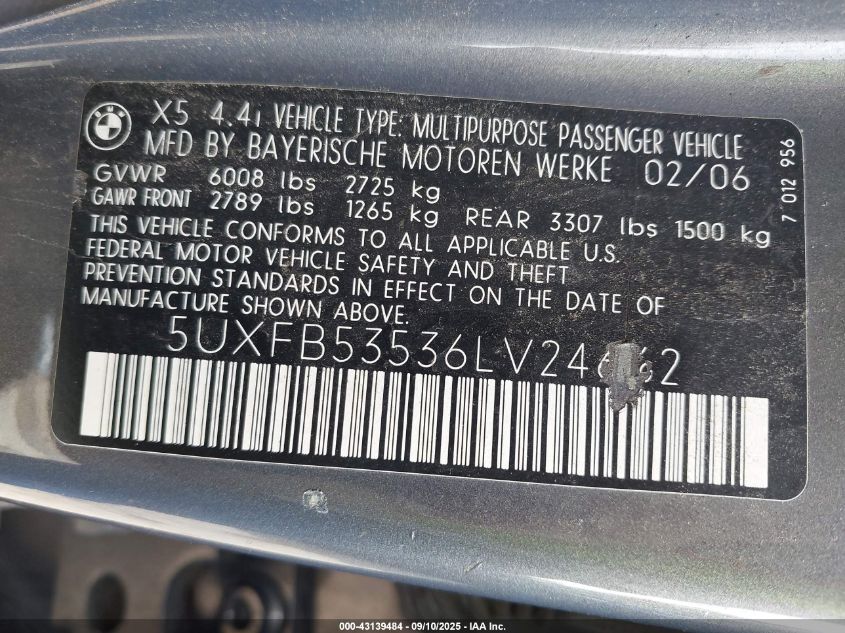 BMW
X5 4.4i VEHICLE TYPE: MULTIPURPOSE PASSENGER VEHICLE
MFD BY BAYERISCHE MOTOREN WERKE 02/06
GVWR 6008 lbs 2725 kg
GAWR FRONT 2789 lbs 1265 kg REAR 3307 lbs 1500 kg
THIS VEHICLE CONFORMS TO ALL APPLICABLE U.S.
FEDERAL MOTOR VEHICLE SAFETY AND THEFT
PREVENTION STANDARDS IN EFFECT ON THE DATE OF
MANUFACTURE SHOWN ABOVE.
7 012 956
000-43139484 - 09/10/2025 - IAA Inc.